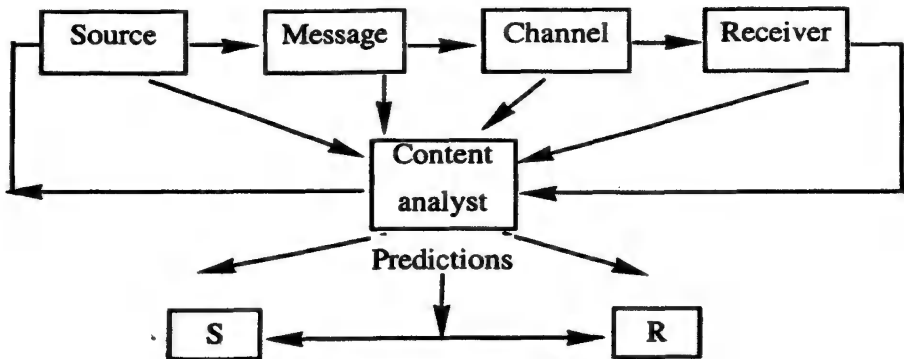 Source Message Channel Receiver
Content
analyst
Predictions
S R